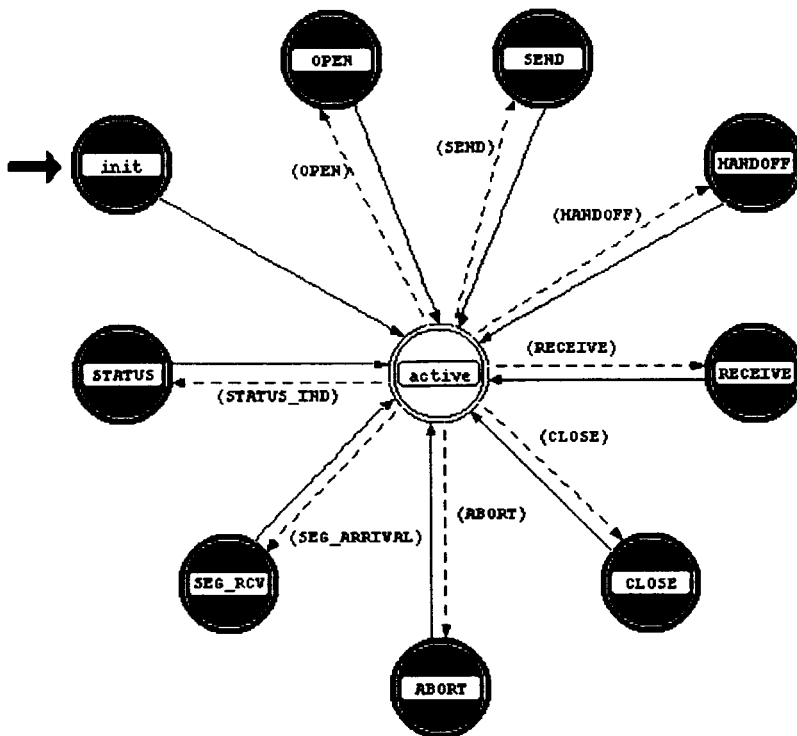 OPEN
SEND
init
(OPEN)
(SEND)
HANDOFF
(HANDOFF)
STATUS
active
(RECEIVE)
RECEIVE
(STATUS_IND)
(CLOSE)
(SEG_ARRIVAL)
(ABORT)
SEG_RCV
CLOSE
ABORT